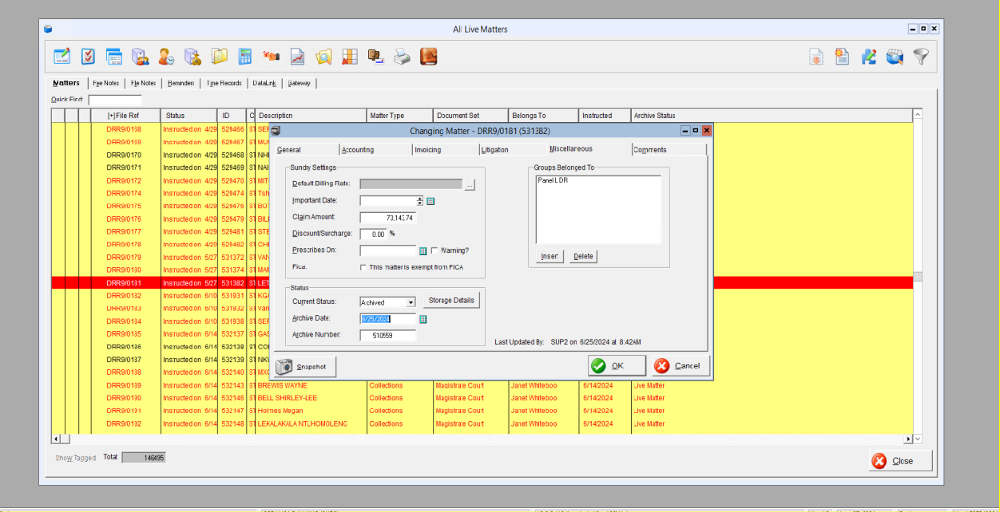 All Live Matters
Matters File Notes Reminders Time Records Gateway
Quick Find:
[+]File Ref Status ID C Description Matter Type Document Set Belongs To Instructed Archive Status
DRR9/0168 Instructed on 4/29 529466 ST SEF
DRR9/0169 Instructed on 4/29 529467 ST MUS
DRR9/0170 Instructed on 4/29 529468 ST NHI
DRR9/0171 Instructed on 4/29 529469 ST NAI
DRR9/0172 Instructed on 4/29 529470 ST MIT
DRR9/0174 Instructed on 4/29 529474 ST Tsh
DRR9/0175 Instructed on 4/29 529476 ST BOT
DRR9/0176 Instructed on 4/29 529479 ST BILL
DRR9/0177 Instructed on 4/29 529481 ST STE
DRR9/0178 Instructed on 4/29 529482 ST CHI
DRR9/0179 Instructed on 5/27 531372 ST VAN
DRR9/0180 Instructed on 5/27 531374 ST MAM
DRR9/0181 Instructed on 5/27 531382 ST LET
DRR9/0182 Instructed on 6/10 531931 ST KGA
DRR9/0183 Instructed on 6/10 531932 ST Van
DRR9/0184 Instructed on 6/10 531938 ST SEF
DRR9/0185 Instructed on 6/14 532137 ST GAS
DRR9/0186 Instructed on 6/14 532138 ST COI
DRR9/0187 Instructed on 6/14 532139 ST NKV
DRR9/0188 Instructed on 6/14 532140 ST MXO
DRR9/0189 Instructed on 6/14 532143 ST BREWIS WAYNE Collections Magistrate Court Janet Whiteboo 6/14/2024 Live Matter
DRR9/0190 Instructed on 6/14 532146 ST BELL SHIRLEY-LEE Collections Magistrate Court Janet Whiteboo 6/14/2024 Live Matter
DRR9/0191 Instructed on 6/14 532147 ST Holmes Megan Collections Magistrate Court Janet Whiteboo 6/14/2024 Live Matter
DRR9/0192 Instructed on 6/14 532148 ST LEKALAKALA NTLHOMOLENG Collections Magistrate Court Janet Whiteboo 6/14/2024 Live Matter
Show Tagged Total: 146495
Close
Changing Matter - DRR9/0181 (531382)
General Accounting Invoicing Litigation Miscellaneous Comments
Sundry Settings
Default Billing Rate: ...
Important Date:
Claim Amount:
Discount/Surcharge: 0.00 %
Prescribes On: Warning?
Fica: This matter is exempt from FICA
Status
Current Status: Archived Storage Details
Archive Date: 6/25/2024
Archive Number: 510559
Groups Belonged To
Panel LDR
Insert Delete
Last Updated By: SUP2 on 6/25/2024 at 8:42AM
Snapshot OK Cancel